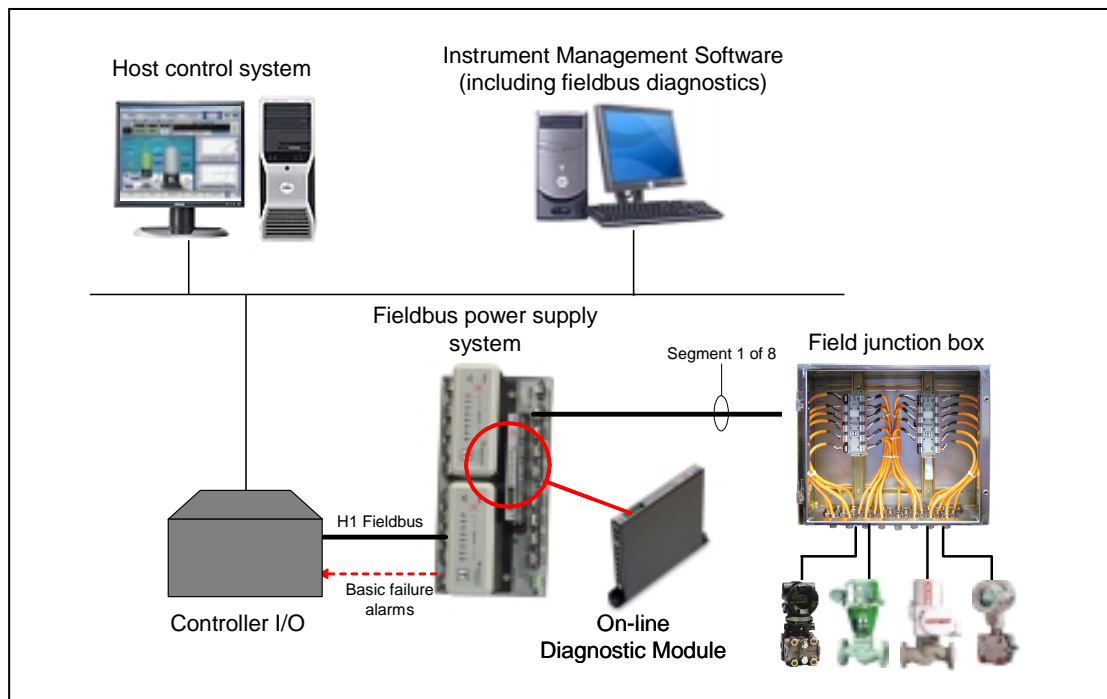 Host control system
Instrument Management Software
(including fieldbus diagnostics)
Fieldbus power supply
system
Segment 1 of 8
Field junction box
H1 Fieldbus
Basic failure
alarms
Controller I/O
On-line
Diagnostic Module